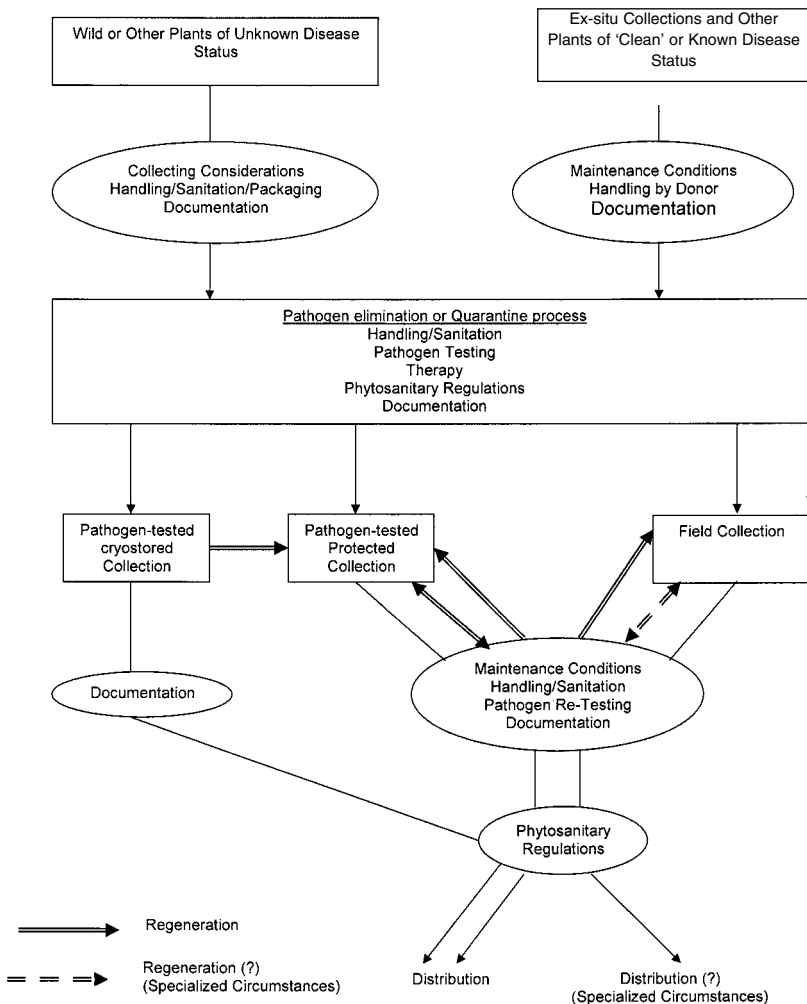 Wild or Other Plants of Unknown Disease
Status
Ex-situ Collections and Other
Plants of ‘Clean’ or Known Disease
Status
Collecting Considerations
Handling/Sanitation/Packaging
Documentation
Maintenance Conditions
Handling by Donor
Documentation
Pathogen elimination or Quarantine process
Handling/Sanitation
Pathogen Testing
Therapy
Phytosanitary Regulations
Documentation
Pathogen-tested
cryostored
Collection
Pathogen-tested
Protected
Collection
Field Collection
Documentation
Maintenance Conditions
Handling/Sanitation
Pathogen Re-Testing
Documentation
Phytosanitary
Regulations
Regeneration
Regeneration (?)
(Specialized Circumstances)
Distribution
Distribution (?)
(Specialized Circumstances)